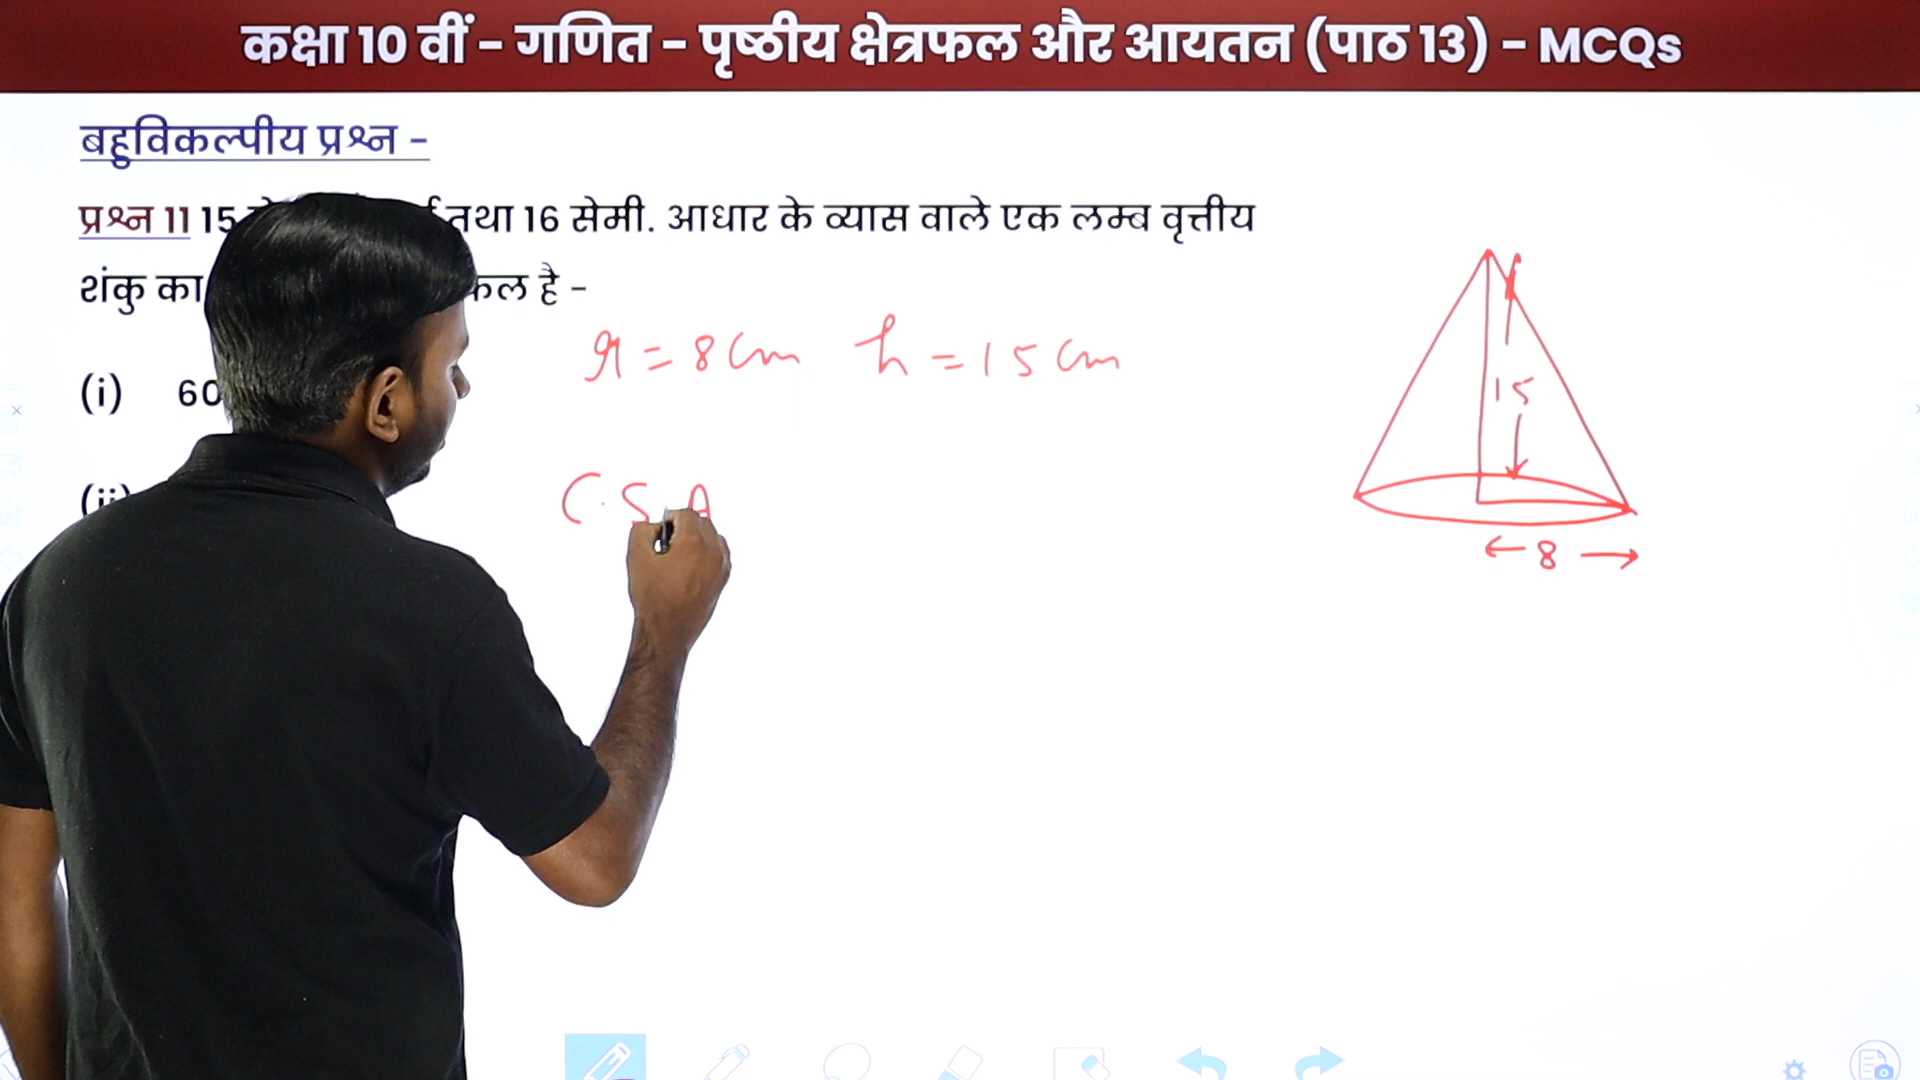 कक्षा 10 वीं - गणित - पृष्ठीय क्षेत्रफल और आयतन (पाठ 13) - MCQs
बहुविकल्पीय प्रश्न -
प्रश्न 11 15 तथा 16 सेमी. आधार के व्यास वाले एक लम्ब वृत्तीय
शंकु का है -
r = 8 cm h = 15 cm
(i) 60
15
C.S.A
8